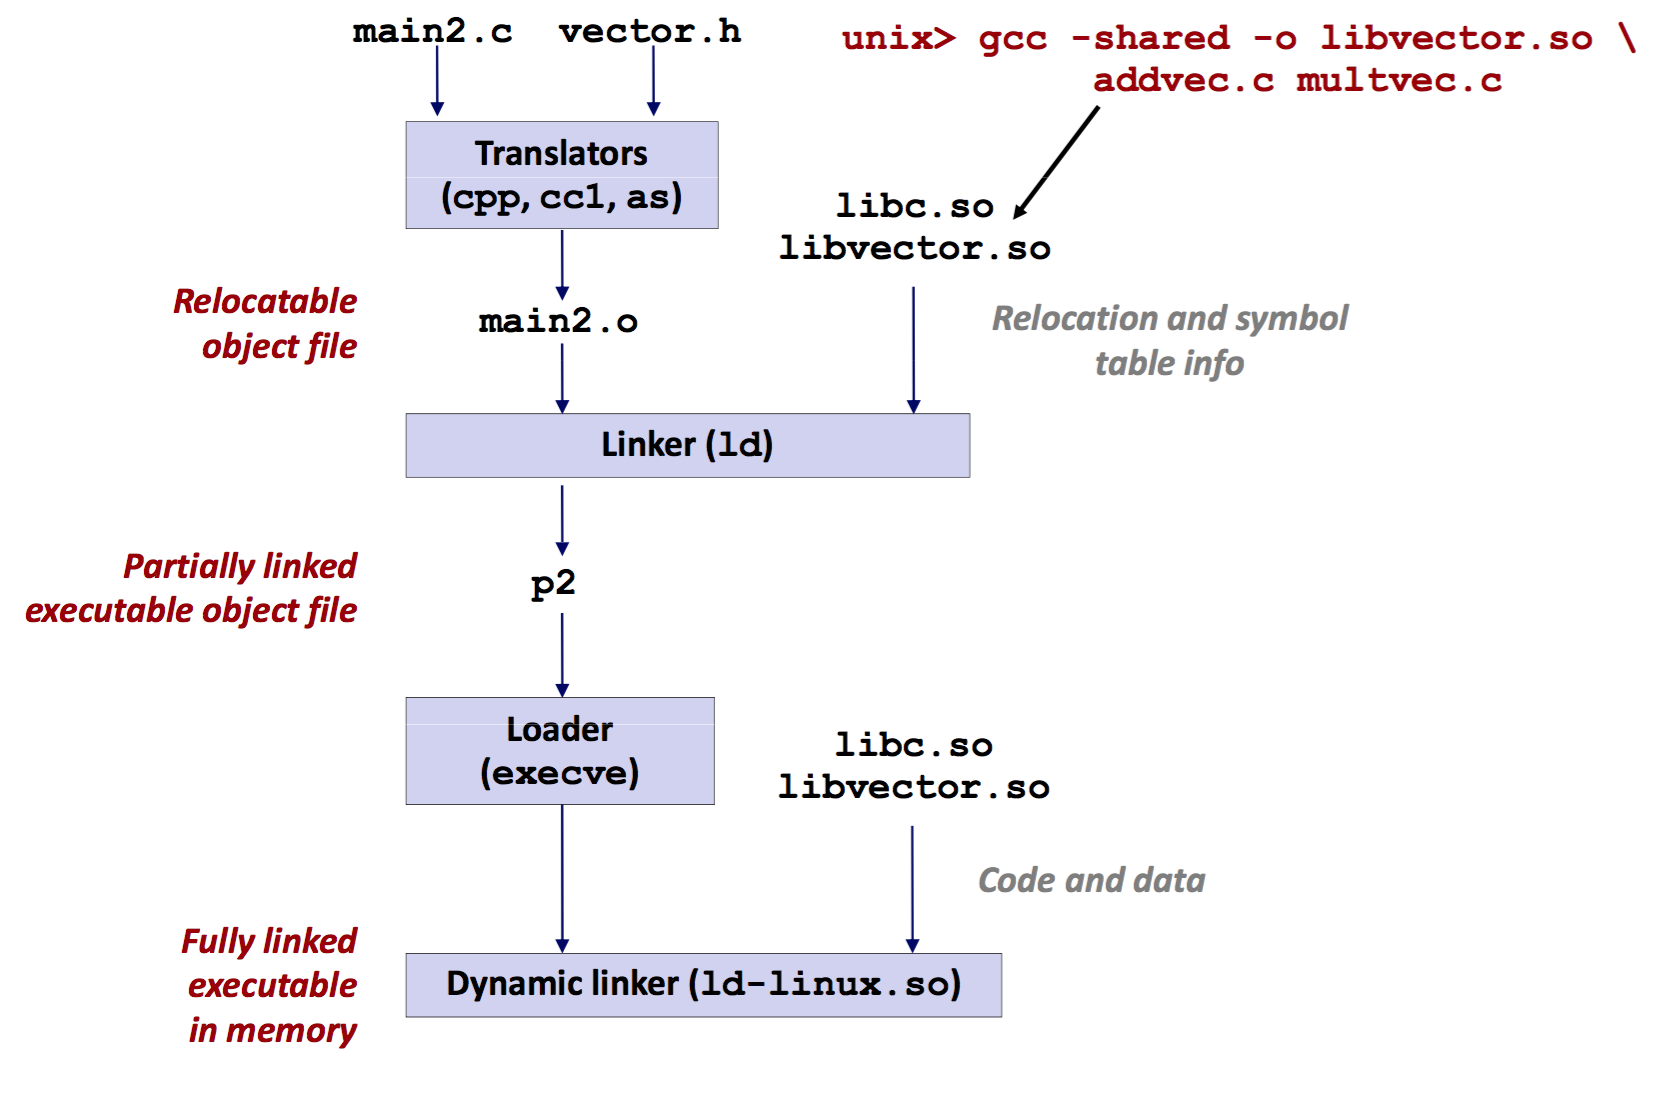 main2.c vector.h
unix> gcc -shared -o libvector.so \
addvec.c multvec.c
Translators
(cpp, cc1, as)
libc.so
libvector.so
Relocatable
object file
main2.o
Relocation and symbol
table info
Linker (ld)
Partially linked
executable object file
p2
Loader
(execve)
libc.so
libvector.so
Code and data
Fully linked
executable
in memory
Dynamic linker (ld-linux.so)